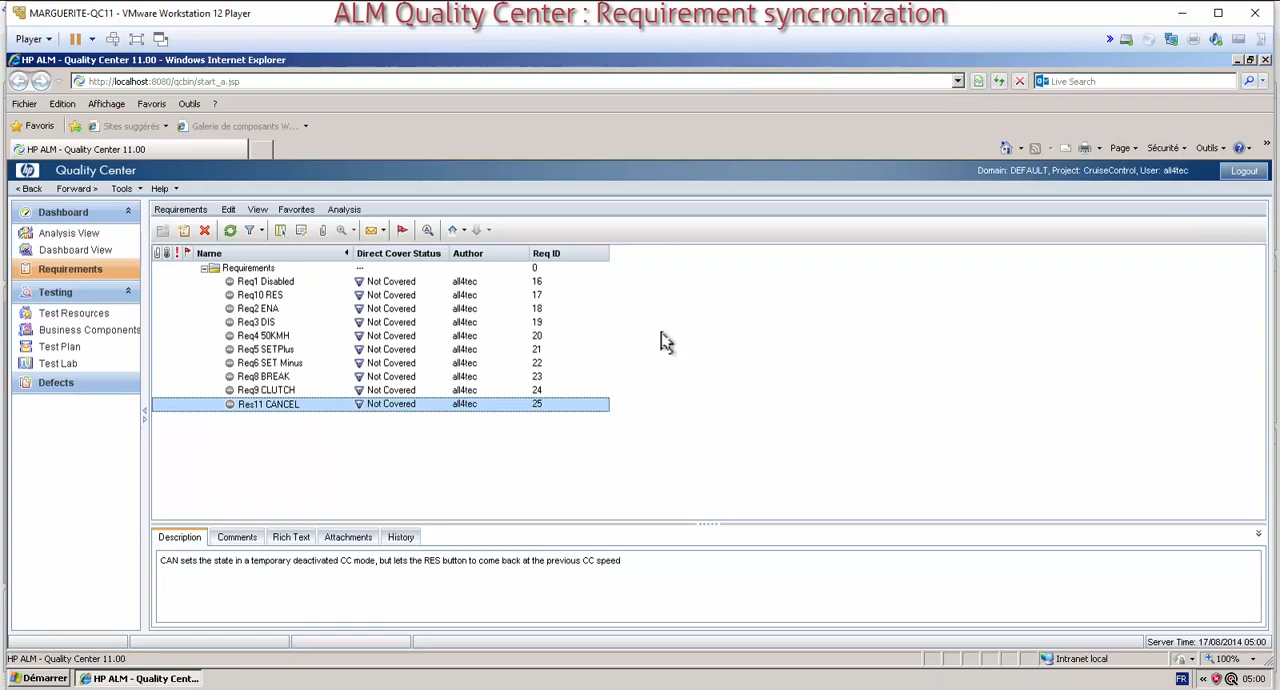 MARGUERITE-QC11 - VMware Workstation 12 Player
ALM Quality Center : Requirement syncronization
Player
HP ALM - Quality Center 11.00 - Windows Internet Explorer
http://localhost:8080/qcbin/start_a.jsp
Live Search
Fichier Edition Affichage Favoris Outils ?
Favoris Sites suggérés Galerie de composants W...
HP ALM - Quality Center 11.00
Page Sécurité Outils
hp Quality Center
Domain: DEFAULT, Project: CruiseControl, User: all4tec Logout
< Back Forward > Tools Help
Dashboard
Analysis View
Dashboard View
Requirements
Testing
Test Resources
Business Components
Test Plan
Test Lab
Defects
Requirements Edit View Favorites Analysis
Name Direct Cover Status Author Req ID
Requirements --- 0
Req1 Disabled Not Covered all4tec 16
Req10 RES Not Covered all4tec 17
Req2 ENA Not Covered all4tec 18
Req3 DIS Not Covered all4tec 19
Req4 50KMH Not Covered all4tec 20
Req5 SETPlus Not Covered all4tec 21
Req6 SET Minus Not Covered all4tec 22
Req8 BREAK Not Covered all4tec 23
Req9 CLUTCH Not Covered all4tec 24
Res11 CANCEL Not Covered all4tec 25
Description Comments Rich Text Attachments History
CAN sets the state in a temporary deactivated CC mode, but lets the RES button to come back at the previous CC speed
Server Time: 17/08/2014 05:00
HP ALM - Quality Center 11.00
Intranet local
100%
Démarrer
HP ALM - Quality Cent...
FR
05:00